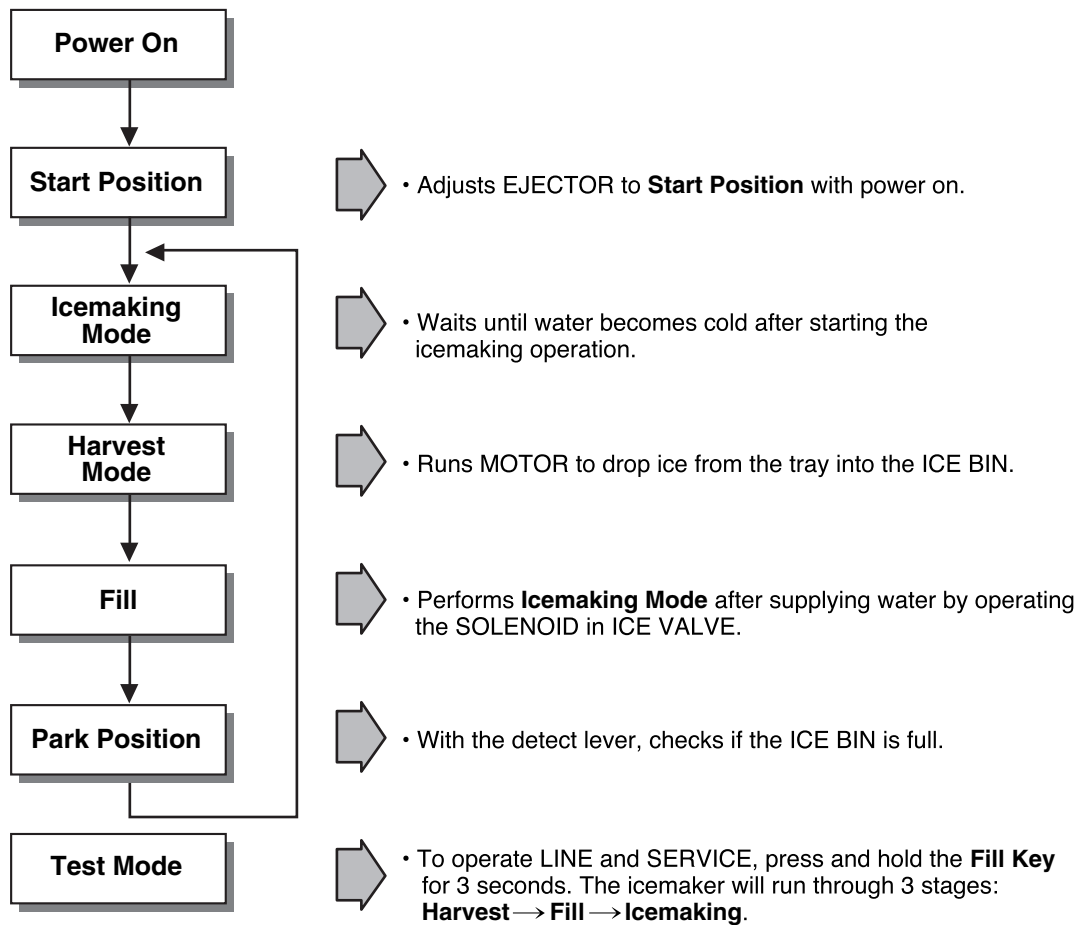 Power On
Start Position
• Adjusts EJECTOR to Start Position with power on.
Icemaking
Mode
• Waits until water becomes cold after starting the
icemaking operation.
Harvest
Mode
• Runs MOTOR to drop ice from the tray into the ICE BIN.
Fill
• Performs Icemaking Mode after supplying water by operating
the SOLENOID in ICE VALVE.
Park Position
• With the detect lever, checks if the ICE BIN is full.
Test Mode
• To operate LINE and SERVICE, press and hold the Fill Key
for 3 seconds. The icemaker will run through 3 stages:
Harvest → Fill → Icemaking.